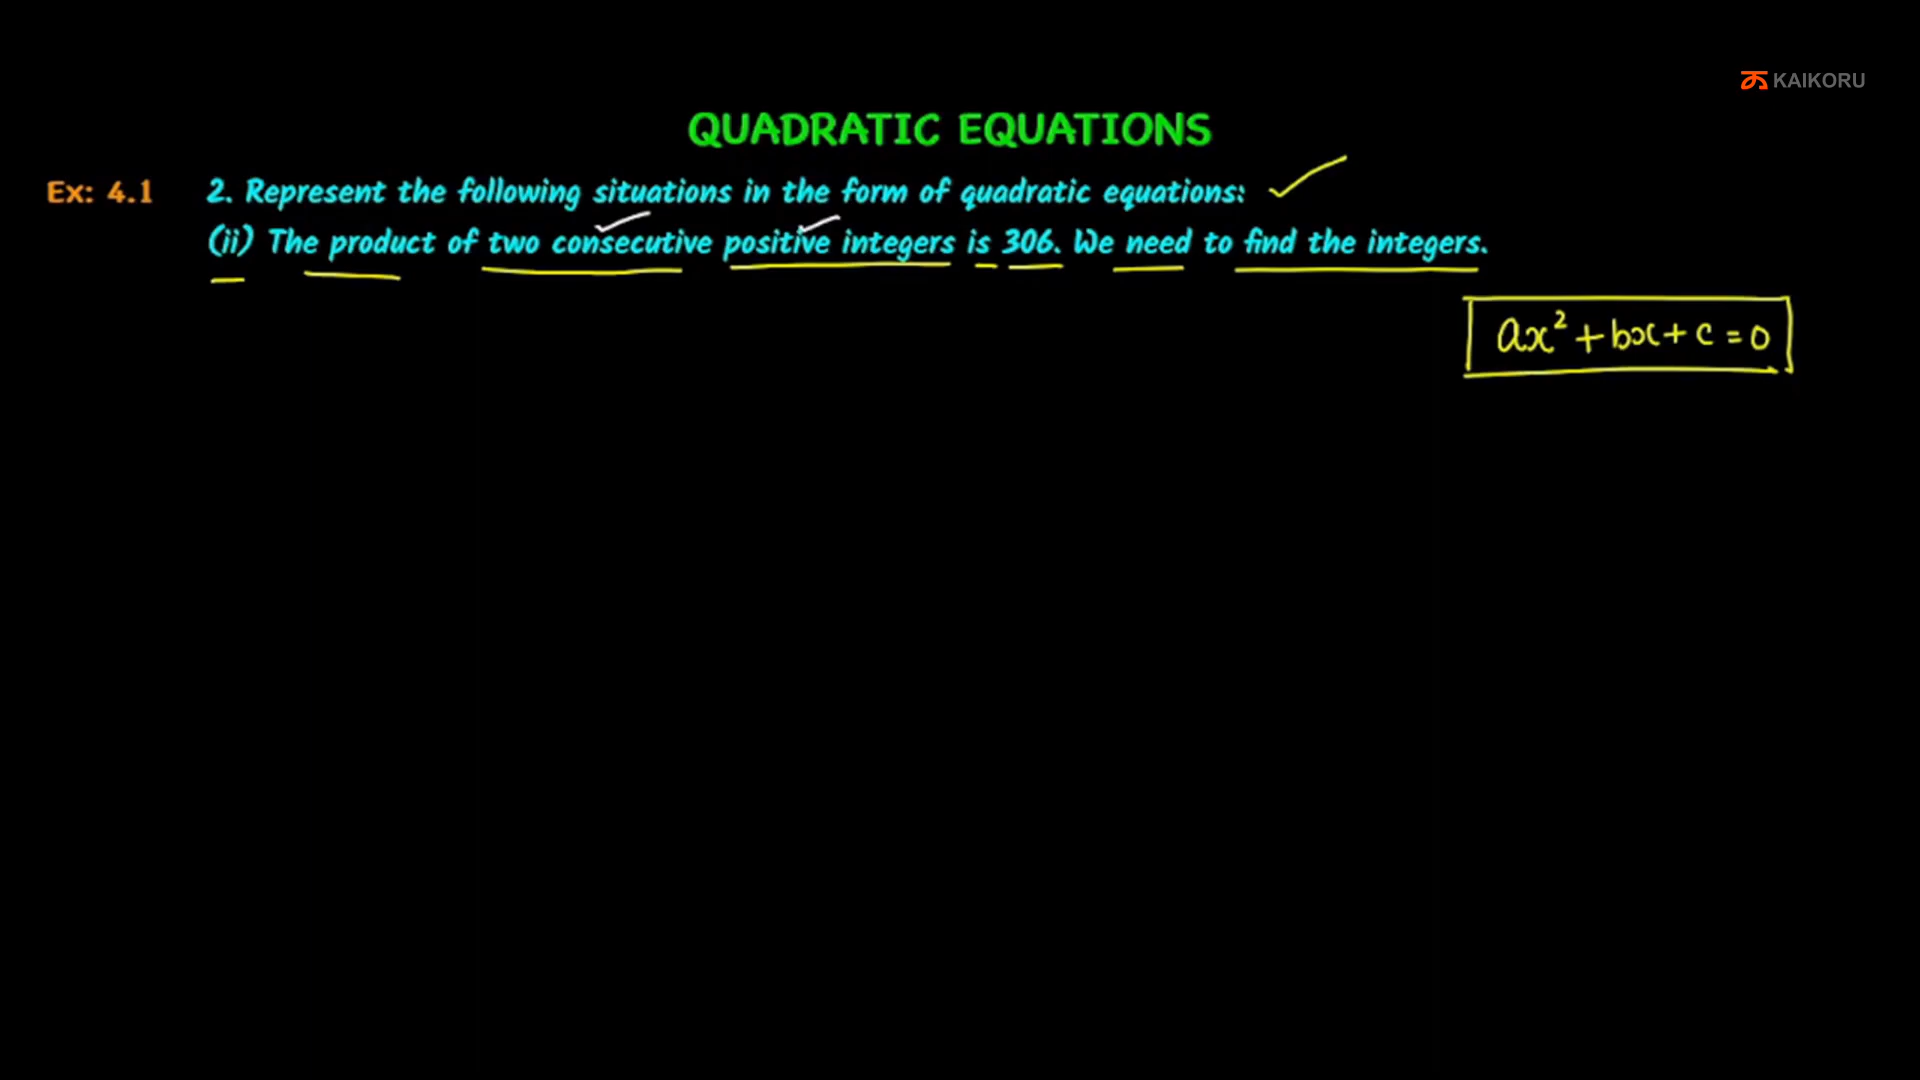 KAIKORU
QUADRATIC EQUATIONS
Ex: 4.1 2. Represent the following situations in the form of quadratic equations:
(ii) The product of two consecutive positive integers is 306. We need to find the integers.
ax² + bx + c = 0